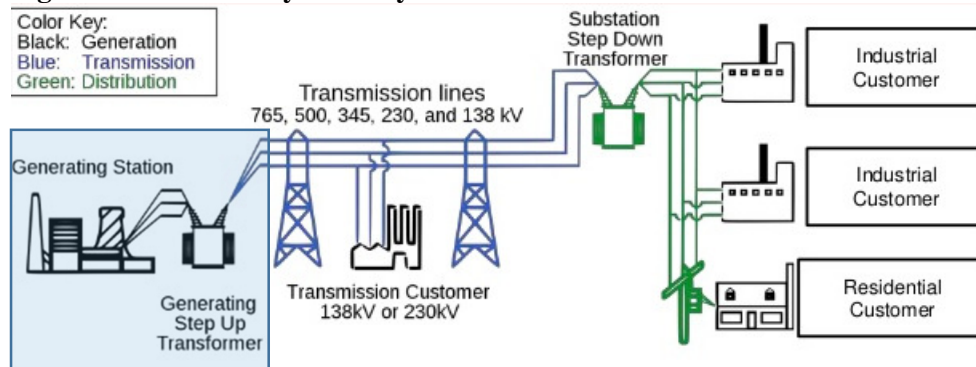 Color Key:
Black: Generation
Blue: Transmission
Green: Distribution
Substation
Step Down
Transformer
Transmission lines
765, 500, 345, 230, and 138 kV
Generating Station
Generating
Step Up
Transformer
Transmission Customer
138kV or 230kV
Industrial
Customer
Industrial
Customer
Residential
Customer